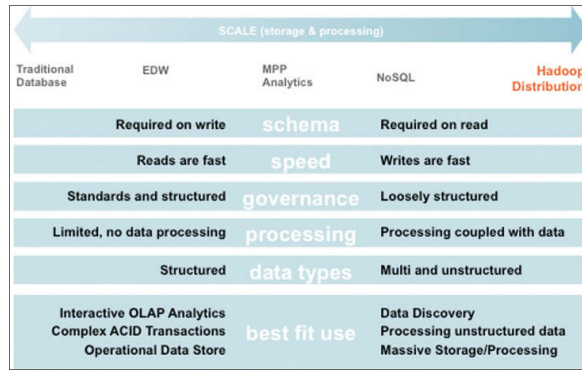 SCALE (storage & processing)
Traditional Database EDW MPP Analytics NoSQL Hadoop Distribution
Required on write schema Required on read
Reads are fast speed Writes are fast
Standards and structured governance Loosely structured
Limited, no data processing processing Processing coupled with data
Structured data types Multi and unstructured
Interactive OLAP Analytics
Complex ACID Transactions
Operational Data Store
best fit use
Data Discovery
Processing unstructured data
Massive Storage/Processing